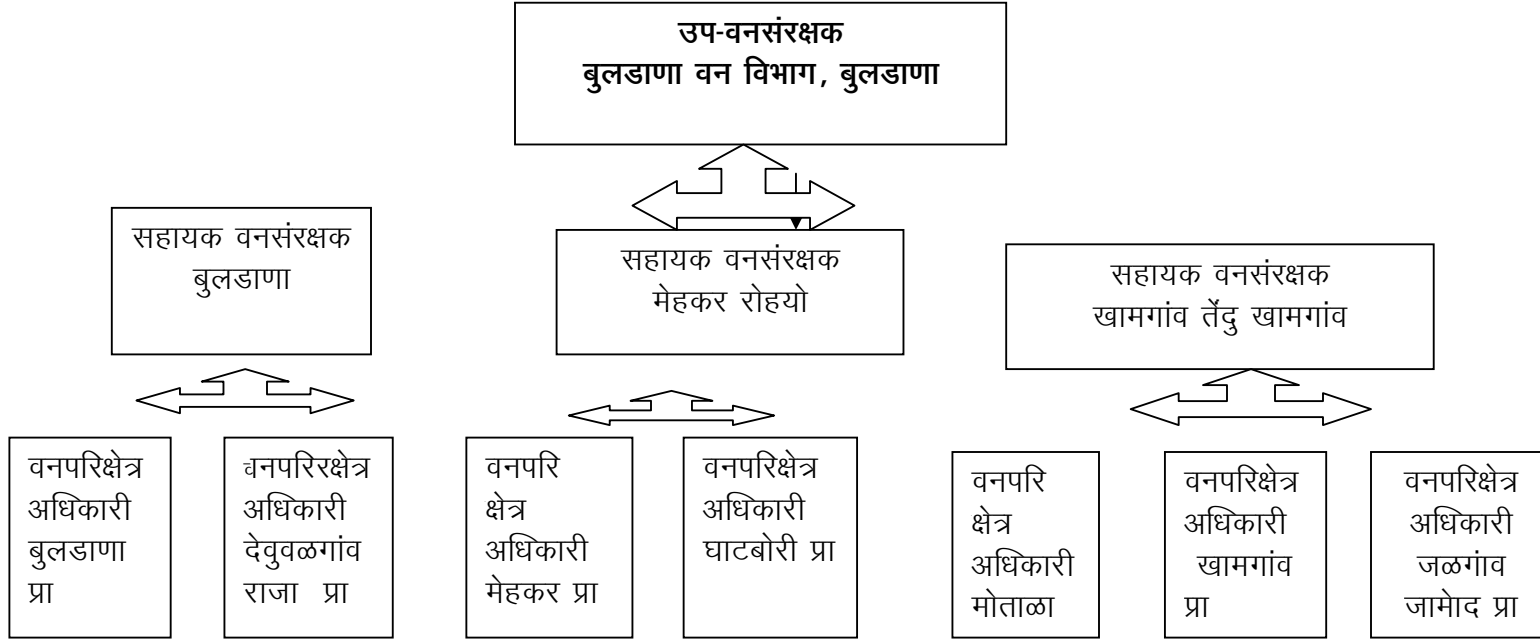 उप-वनसंरक्षक
बुलडाणा वन विभाग, बुलडाणा
सहायक वनसंरक्षक
बुलडाणा
सहायक वनसंरक्षक
मेहकर रोहयो
सहायक वनसंरक्षक
खामगांव तेंदु खामगांव
वनपरिक्षेत्र
अधिकारी
बुलडाणा
प्रा
वनपरिरक्षेत्र
अधिकारी
देवुवळगांव
राजा प्रा
वनपरि
क्षेत्र
अधिकारी
मेहकर प्रा
वनपरिक्षेत्र
अधिकारी
घाटबोरी प्रा
वनपरि
क्षेत्र
अधिकारी
मोताळा
वनपरिक्षेत्र
अधिकारी
खामगांव
प्रा
वनपरिक्षेत्र
अधिकारी
जळगांव
जामेाद प्रा